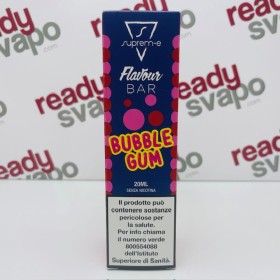 ready
svapo
suprem-e
Flavour
BAR
BUBBLE
GUM
20ML
SENZA NICOTINA
Il prodotto può
contenere sostanze
pericolose per
la salute.
Per info chiama
il numero verde
800554088
dell'Istituto
Superiore di Sanità